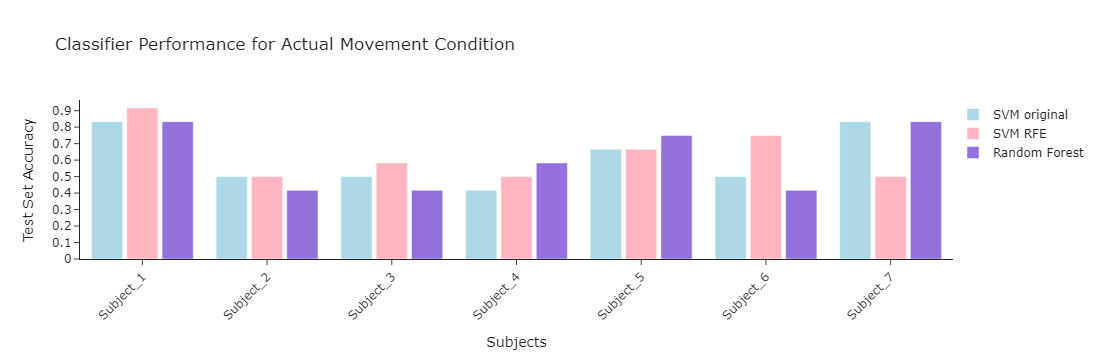 Classifier Performance for Actual Movement Condition
Test Set Accuracy
0.9
0.8
0.7
0.6
0.5
0.4
0.3
0.2
0.1
0
Subject_1
Subject_2
Subject_3
Subject_4
Subject_5
Subject_6
Subject_7
Subjects
SVM original
SVM RFE
Random Forest